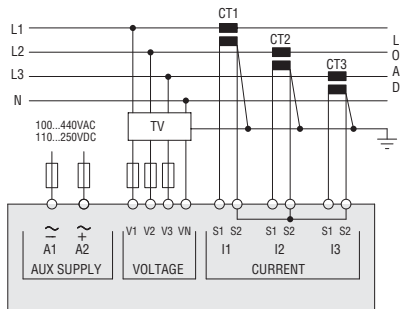 CT1
L1
L2
CT2
L3
CT3
N
L
O
A
D
100...440VAC
110...250VDC
TV
~
−
~
+
V1 V2 V3 VN
S1 S2
S1 S2
S1 S2
A1 A2
I1
I2
I3
AUX SUPPLY
VOLTAGE
CURRENT